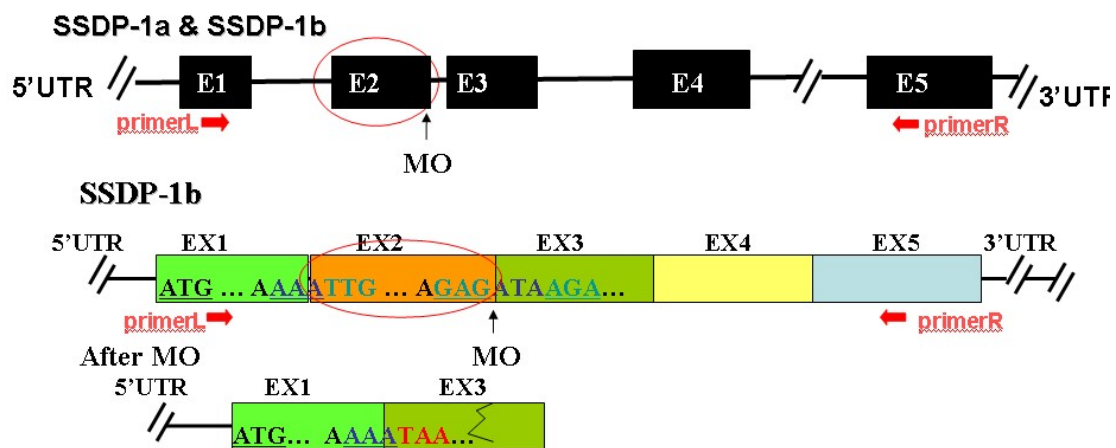 SSDP-1a & SSDP-1b
5'UTR E1 E2 E3 E4 E5 3'UTR
primerL primerR
MO
SSDP-1b
5'UTR EX1 EX2 EX3 EX4 EX5 3'UTR
ATG ... AAAATTG ... AGAGATAAGA...
primerL primerR
After MO MO
5'UTR EX1 EX3
ATG... AAAATAA...